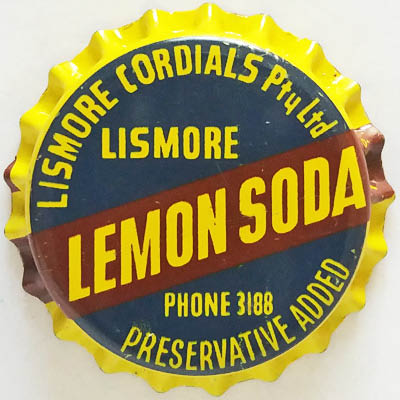 LISMORE CORDIALS Pty Ltd
LISMORE
LEMON SODA
PHONE 3188
PRESERVATIVE ADDED